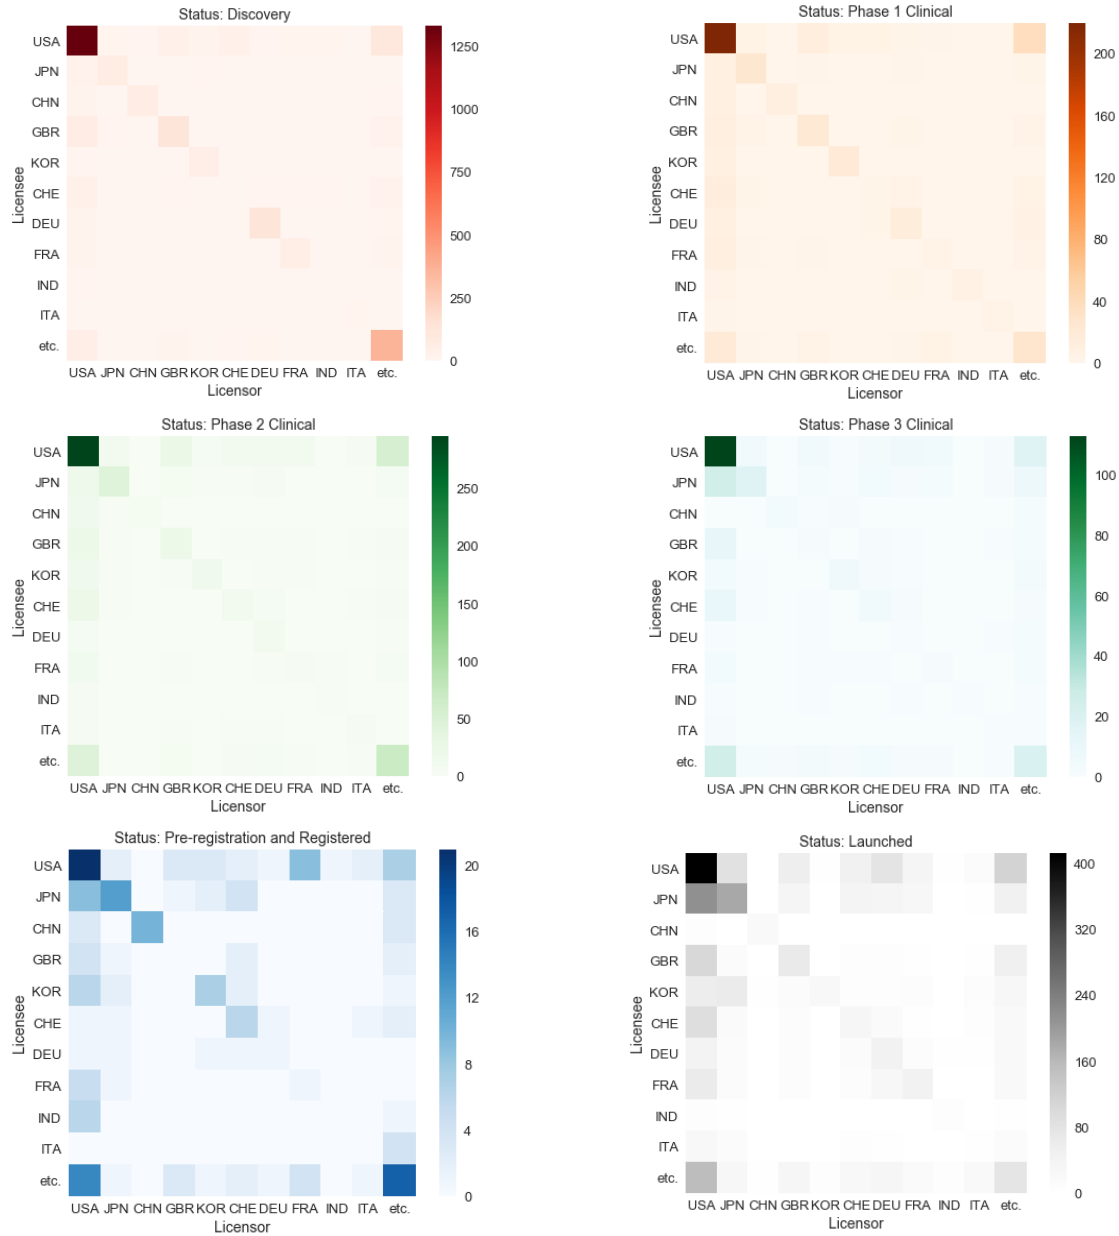 Status: Discovery
USA
JPN
CHN
GBR
KOR
CHE
DEU
FRA
IND
ITA
etc.
Licensee
USA JPN CHN GBR KOR CHE DEU FRA IND ITA etc.
Licensor
1250
1000
750
500
250
0
Status: Phase 1 Clinical
USA
JPN
CHN
GBR
KOR
CHE
DEU
FRA
IND
ITA
etc.
Licensee
USA JPN CHN GBR KOR CHE DEU FRA IND ITA etc.
Licensor
200
160
120
80
40
0
Status: Phase 2 Clinical
USA
JPN
CHN
GBR
KOR
CHE
DEU
FRA
IND
ITA
etc.
Licensee
USA JPN CHN GBR KOR CHE DEU FRA IND ITA etc.
Licensor
250
200
150
100
50
0
Status: Phase 3 Clinical
USA
JPN
CHN
GBR
KOR
CHE
DEU
FRA
IND
ITA
etc.
Licensee
USA JPN CHN GBR KOR CHE DEU FRA IND ITA etc.
Licensor
100
80
60
40
20
0
Status: Pre-registration and Registered
USA
JPN
CHN
GBR
KOR
CHE
DEU
FRA
IND
ITA
etc.
Licensee
USA JPN CHN GBR KOR CHE DEU FRA IND ITA etc.
Licensor
20
16
12
8
4
0
Status: Launched
USA
JPN
CHN
GBR
KOR
CHE
DEU
FRA
IND
ITA
etc.
Licensee
USA JPN CHN GBR KOR CHE DEU FRA IND ITA etc.
Licensor
400
320
240
160
80
0